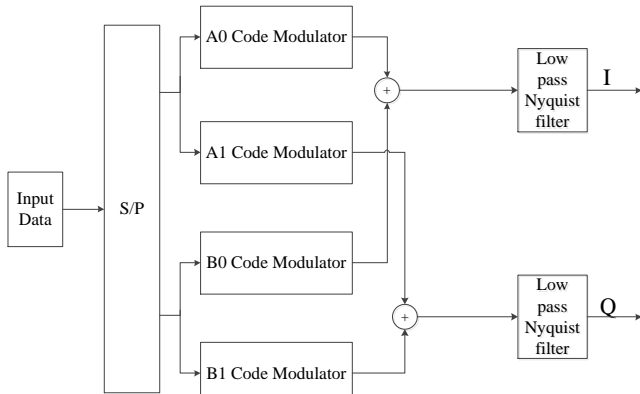 A0 Code Modulator
Low
pass
Nyquist
filter
I
+
A1 Code Modulator
Input
Data
S/P
B0 Code Modulator
Low
pass
Nyquist
filter
Q
+
B1 Code Modulator